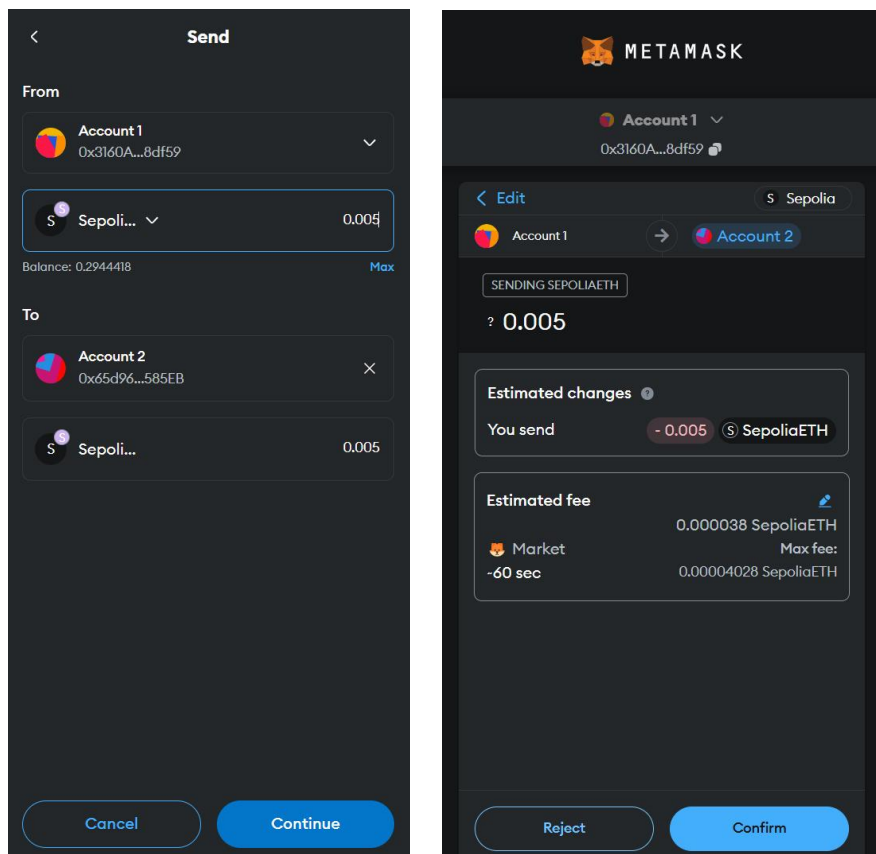 Send
From
Account 1
0x3160A...8df59
S S Sepoli... 0.005
Balance: 0.2944418 Max
To
Account 2
0x65d96...585EB
S S Sepoli... 0.005
Cancel Continue
METAMASK
Account 1
0x3160A...8df59
Edit S Sepolia
Account 1 Account 2
SENDING SEPOLIAETH
? 0.005
Estimated changes ?
You send - 0.005 S SepoliaETH
Estimated fee
0.000038 SepoliaETH
Market Max fee:
~60 sec 0.00004028 SepoliaETH
Reject Confirm